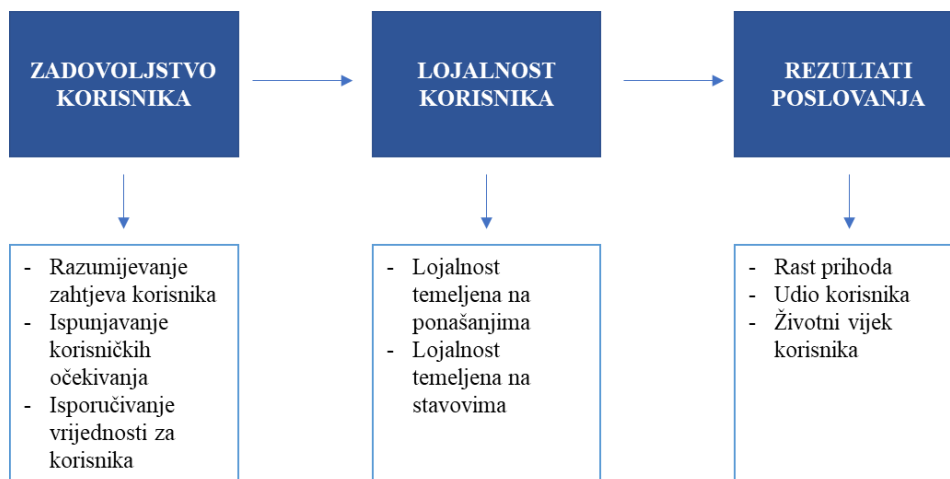 ZADOVOLJSTVO
KORISNIKA
LOJALNOST
KORISNIKA
REZULTATI
POSLOVANJA
- Razumijevanje
zahtjeva korisnika
- Ispunjavanje
korisničkih
očekivanja
- Isporučivanje
vrijednosti za
korisnika
- Lojalnost
temeljena na
ponašanjima
- Lojalnost
temeljena na
stavovima
- Rast prihoda
- Udio korisnika
- Životni vijek
korisnika